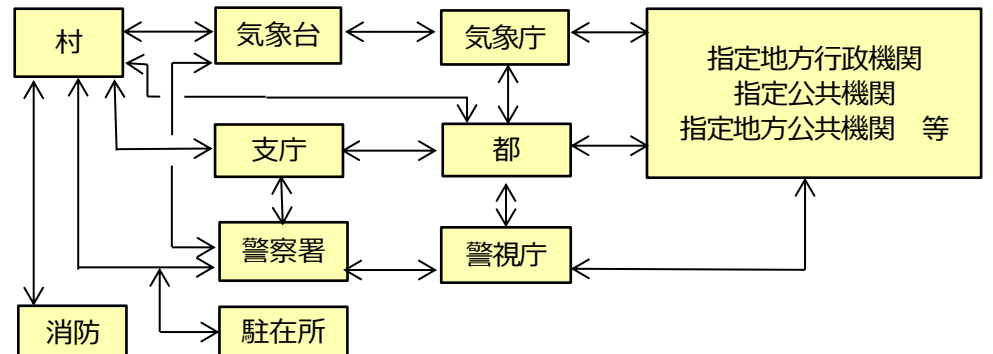 村
気象台
気象庁
指定地方行政機関
指定公共機関
指定地方公共機関　等
支庁
都
警察署
警視庁
消防
駐在所